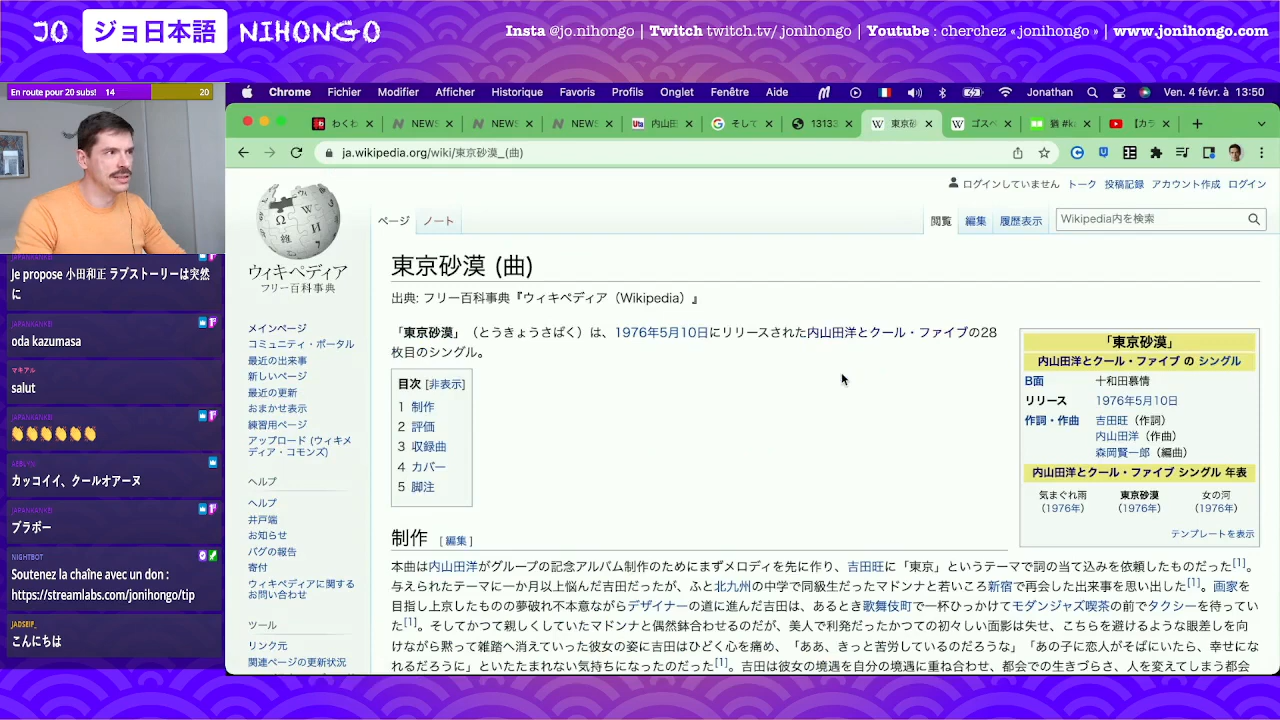 JO ジョ日本語 NIHONGO
Insta @jo.nihongo | Twitch twitch.tv/ jonihongo | Youtube : cherchez « jonihongo » | www.jonihongo.com
En route pour 20 subs! 14 20
Chrome Fichier Modifier Afficher Historique Favoris Profils Onglet Fenêtre Aide Jonathan Ven. 4 févr. à 13:50
わくわ NEWS NEWS NEWS 内山田 そして 13133 東京砂 ゴスペ 【カラ
ja.wikipedia.org/wiki/東京砂漠_(曲)
ログインしていません トーク 投稿記録 アカウント作成 ログイン
ページ ノート 閲覧 編集 履歴表示 Wikipedia内を検索
ウィキペディア
フリー百科事典
メインページ
コミュニティ・ポータル
最近の出来事
新しいページ
最近の更新
おまかせ表示
練習用ページ
アップロード (ウィキメ
ディア・コモンズ)
ヘルプ
ヘルプ
井戸端
お知らせ
バグの報告
寄付
ウィキペディアに関する
お問い合わせ
ツール
リンク元
関連ページの更新状況
東京砂漠 (曲)
出典: フリー百科事典『ウィキペディア（Wikipedia）』
「東京砂漠」（とうきょうさばく）は、1976年5月10日にリリースされた内山田洋とクール・ファイブの28
枚目のシングル。
目次 [非表示]
1 制作
2 評価
3 収録曲
4 カバー
5 脚注
「東京砂漠」
内山田洋とクール・ファイブ の シングル
B面 十和田慕情
リリース 1976年5月10日
作詞・作曲 吉田旺（作詞）
内山田洋（作曲）
森岡賢一郎（編曲）
内山田洋とクール・ファイブ シングル 年表
気まぐれ雨 東京砂漠 女の河
（1976年） （1976年） （1976年）
テンプレートを表示
制作 [ 編集 ]
本曲は内山田洋がグループの記念アルバム制作のためにまずメロディを先に作り、吉田旺に「東京」というテーマで詞の当て込みを依頼したものだった[1]。
与えられたテーマに一か月以上悩んだ吉田だったが、ふと北九州の中学で同級生だったマドンナと若いころ新宿で再会した出来事を思い出した[1]。画家を
目指し上京したものの夢破れ不本意ながらデザイナーの道に進んだ吉田は、あるとき歌舞伎町で一杯ひっかけてモダンジャズ喫茶の前でタクシーを待ってい
た[1]。そしてかつて親しくしていたマドンナと偶然鉢合わせるのだが、美人で利発だったかつての初々しい面影は失せ、こちらを避けるような眼差しを向
けながら黙って雑踏へ消えていった彼女の姿に吉田はひどく心を痛め、「ああ、きっと苦労しているのだろうな」「あの子に恋人がそばにいたら、幸せにな
れるだろうに」といたたまれない気持ちになったのだった[1]。吉田は彼女の境遇を自分の境遇に重ね合わせ、都会での生きづらさ、人を変えてしまう都会
Je propose 小田和正 ラブストーリーは突然
に
JAPANKANKEI
oda kazumasa
マキアル
salut
JAPANKANKEI
👏👏👏👏👏👏
カッコイイ、クールオアーヌ
JAPANKANKEI
ブラボー
NIGHTBOT
Soutenez la chaîne avec un don :
https://streamlabs.com/jonihongo/tip
JADSEIF_
こんにちは